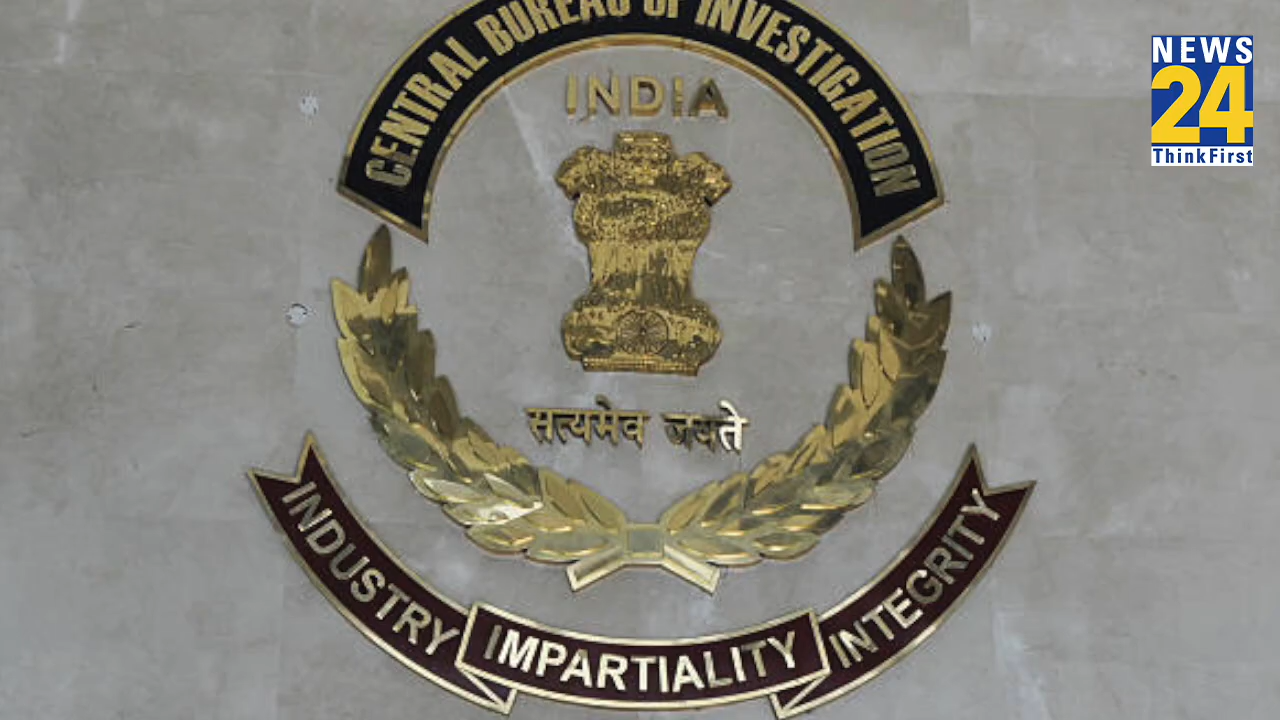 CENTRAL BUREAU OF INVESTIGATION
INDIA
सत्यमेव जयते
INDUSTRY
IMPARTIALITY
INTEGRITY
NEWS
24
ThinkFirst